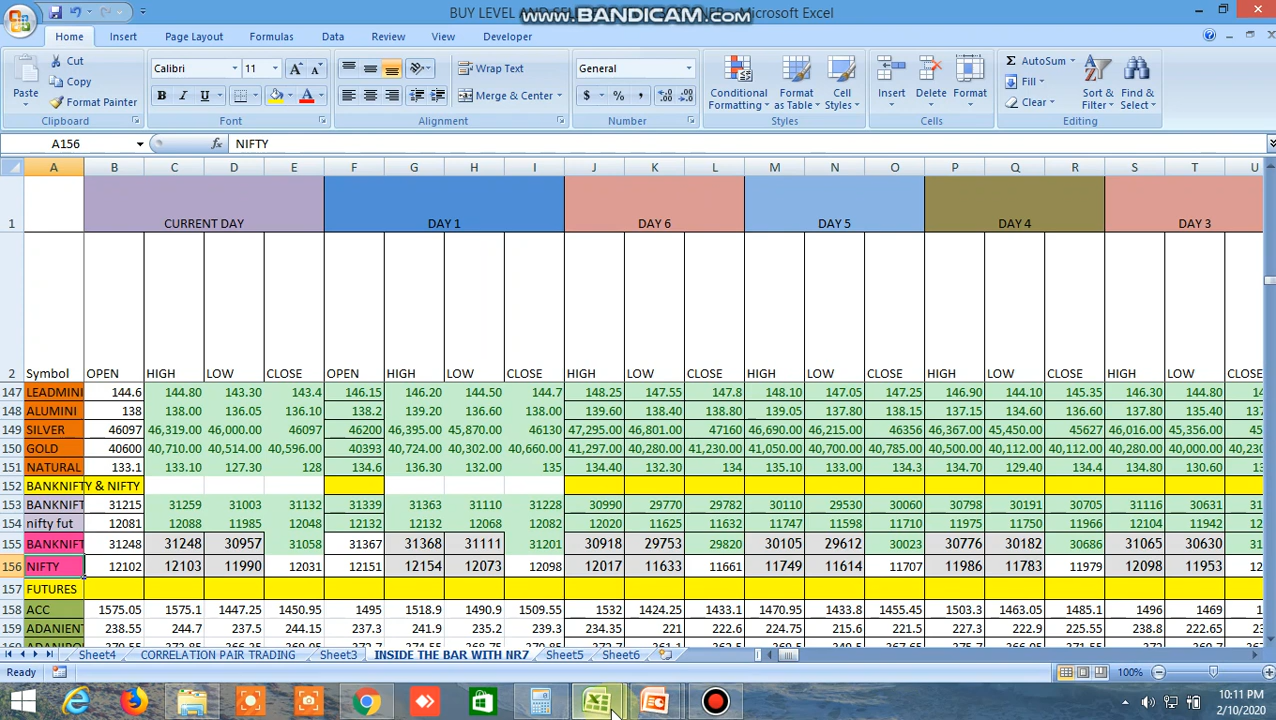 BUY LEVEL AND SEL Microsoft Excel
www.BANDICAM.com
Home Insert Page Layout Formulas Data Review View Developer
Paste Cut Copy Format Painter Clipboard
Calibri 11 A A B I U A Font
Wrap Text Merge & Center Alignment
General $ % , Number
Conditional Formatting Format as Table Cell Styles Styles
Insert Delete Format Cells
Σ AutoSum Fill Clear Sort & Filter Find & Select Editing
A156 fx NIFTY
A B C D E F G H I J K L M N O P Q R S T U
1 CURRENT DAY DAY 1 DAY 6 DAY 5 DAY 4 DAY 3
2 Symbol OPEN HIGH LOW CLOSE OPEN HIGH LOW CLOSE HIGH LOW CLOSE HIGH LOW CLOSE HIGH LOW CLOSE HIGH LOW CLO
147 LEADMINI 144.6 144.80 143.30 143.4 146.15 146.20 144.50 144.7 148.25 147.55 147.8 148.10 147.05 147.25 146.90 144.10 145.35 146.30 144.80 14
148 ALUMINI 138 138.00 136.05 136.10 138.2 139.20 136.60 138.00 139.60 138.40 138.80 139.05 137.80 138.15 137.15 134.60 136.60 137.80 135.40 137
149 SILVER 46097 46,319.00 46,000.00 46097 46200 46,395.00 45,870.00 46130 47,295.00 46,801.00 47160 46,690.00 46,215.00 46356 46,367.00 45,450.00 45627 46,016.00 45,356.00 45
150 GOLD 40600 40,710.00 40,514.00 40,596.00 40393 40,724.00 40,302.00 40,660.00 41,297.00 41,280.00 41,230.00 41,050.00 40,700.00 40,785.00 40,500.00 40,112.00 40,112.00 40,280.00 40,000.00 40,23
151 NATURAL 133.1 133.10 127.30 128 134.6 136.30 132.00 135 134.40 132.30 134 135.10 133.00 134.3 134.70 129.40 134.4 134.80 130.60 13
152 BANKNIFTY & NIFTY
153 BANKNIFT 31215 31259 31003 31132 31339 31363 31110 31228 30990 29770 29782 30110 29530 30060 30798 30191 30705 31116 30631 31
154 nifty fut 12081 12088 11985 12048 12132 12132 12068 12082 12020 11625 11632 11747 11598 11710 11975 11750 11966 12104 11942 12
155 BANKNIFT 31248 31248 30957 31058 31367 31368 31111 31201 30918 29753 29820 30105 29612 30023 30776 30182 30686 31065 30630 31
156 NIFTY 12102 12103 11990 12031 12151 12154 12073 12098 12017 11633 11661 11749 11614 11707 11986 11783 11979 12098 11953 12
157 FUTURES
158 ACC 1575.05 1575.1 1447.25 1450.95 1495 1518.9 1490.9 1509.55 1532 1424.25 1433.1 1470.95 1433.8 1455.45 1503.3 1463.05 1485.1 1496 1469 14
159 ADANIENT 238.55 244.7 237.5 244.15 237.3 241.9 235.2 239.3 234.35 221 222.6 224.75 215.6 221.5 227.3 222.9 225.55 238.8 222.65 23
Sheet4 CORRELATION PAIR TRADING Sheet3 INSIDE THE BAR WITH NR7 Sheet5 Sheet6
Ready 100%
10:11 PM
2/10/2020